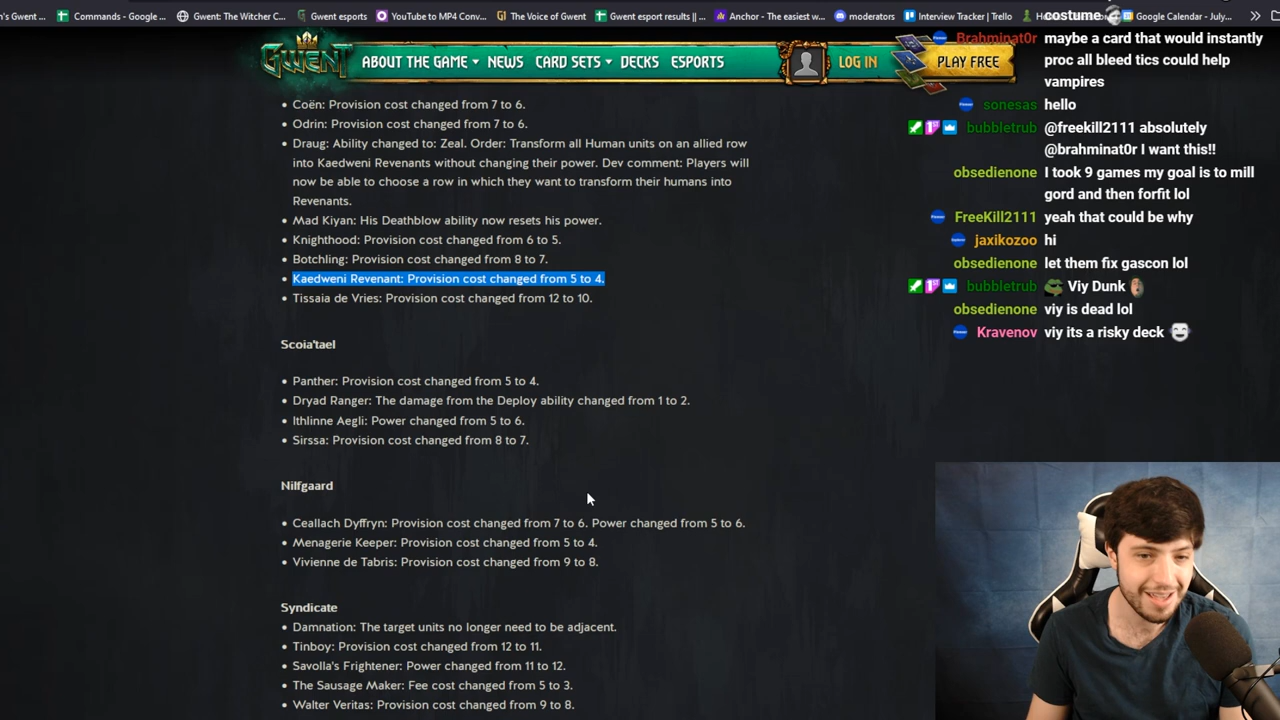 n's Gwent ...
Commands - Google ...
Gwent: The Witcher C...
Gwent esports
YouTube to MP4 Conv...
The Voice of Gwent
Gwent esport results || ...
Anchor - The easiest w...
moderators
Interview Tracker | Trello
Google Calendar - July...
GWENT
ABOUT THE GAME
NEWS
CARD SETS
DECKS
ESPORTS
LOG IN
PLAY FREE
• Coën: Provision cost changed from 7 to 6.
• Odrin: Provision cost changed from 7 to 6.
• Draug: Ability changed to: Zeal. Order: Transform all Human units on an allied row
into Kaedweni Revenants without changing their power. Dev comment: Players will
now be able to choose a row in which they want to transform their humans into
Revenants.
• Mad Kiyan: His Deathblow ability now resets his power.
• Knighthood: Provision cost changed from 6 to 5.
• Botchling: Provision cost changed from 8 to 7.
• Kaedweni Revenant: Provision cost changed from 5 to 4.
• Tissaia de Vries: Provision cost changed from 12 to 10.
Scoia'tael
• Panther: Provision cost changed from 5 to 4.
• Dryad Ranger: The damage from the Deploy ability changed from 1 to 2.
• Ithlinne Aegli: Power changed from 5 to 6.
• Sirssa: Provision cost changed from 8 to 7.
Nilfgaard
• Ceallach Dyffryn: Provision cost changed from 7 to 6. Power changed from 5 to 6.
• Menagerie Keeper: Provision cost changed from 5 to 4.
• Vivienne de Tabris: Provision cost changed from 9 to 8.
Syndicate
• Damnation: The target units no longer need to be adjacent.
• Tinboy: Provision cost changed from 12 to 11.
• Savolla's Frightener: Power changed from 11 to 12.
• The Sausage Maker: Fee cost changed from 5 to 3.
• Walter Veritas: Provision cost changed from 9 to 8.
costume
Brahminat0r maybe a card that would instantly
proc all bleed tics could help
vampires
sonesas hello
bubbletrub @freekill2111 absolutely
@brahminat0r I want this!!
obsedienone I took 9 games my goal is to mill
gord and then forfit lol
FreeKill2111 yeah that could be why
jaxikozoo hi
obsedienone let them fix gascon lol
bubbletrub Viy Dunk
obsedienone viy is dead lol
Kravenov viy its a risky deck